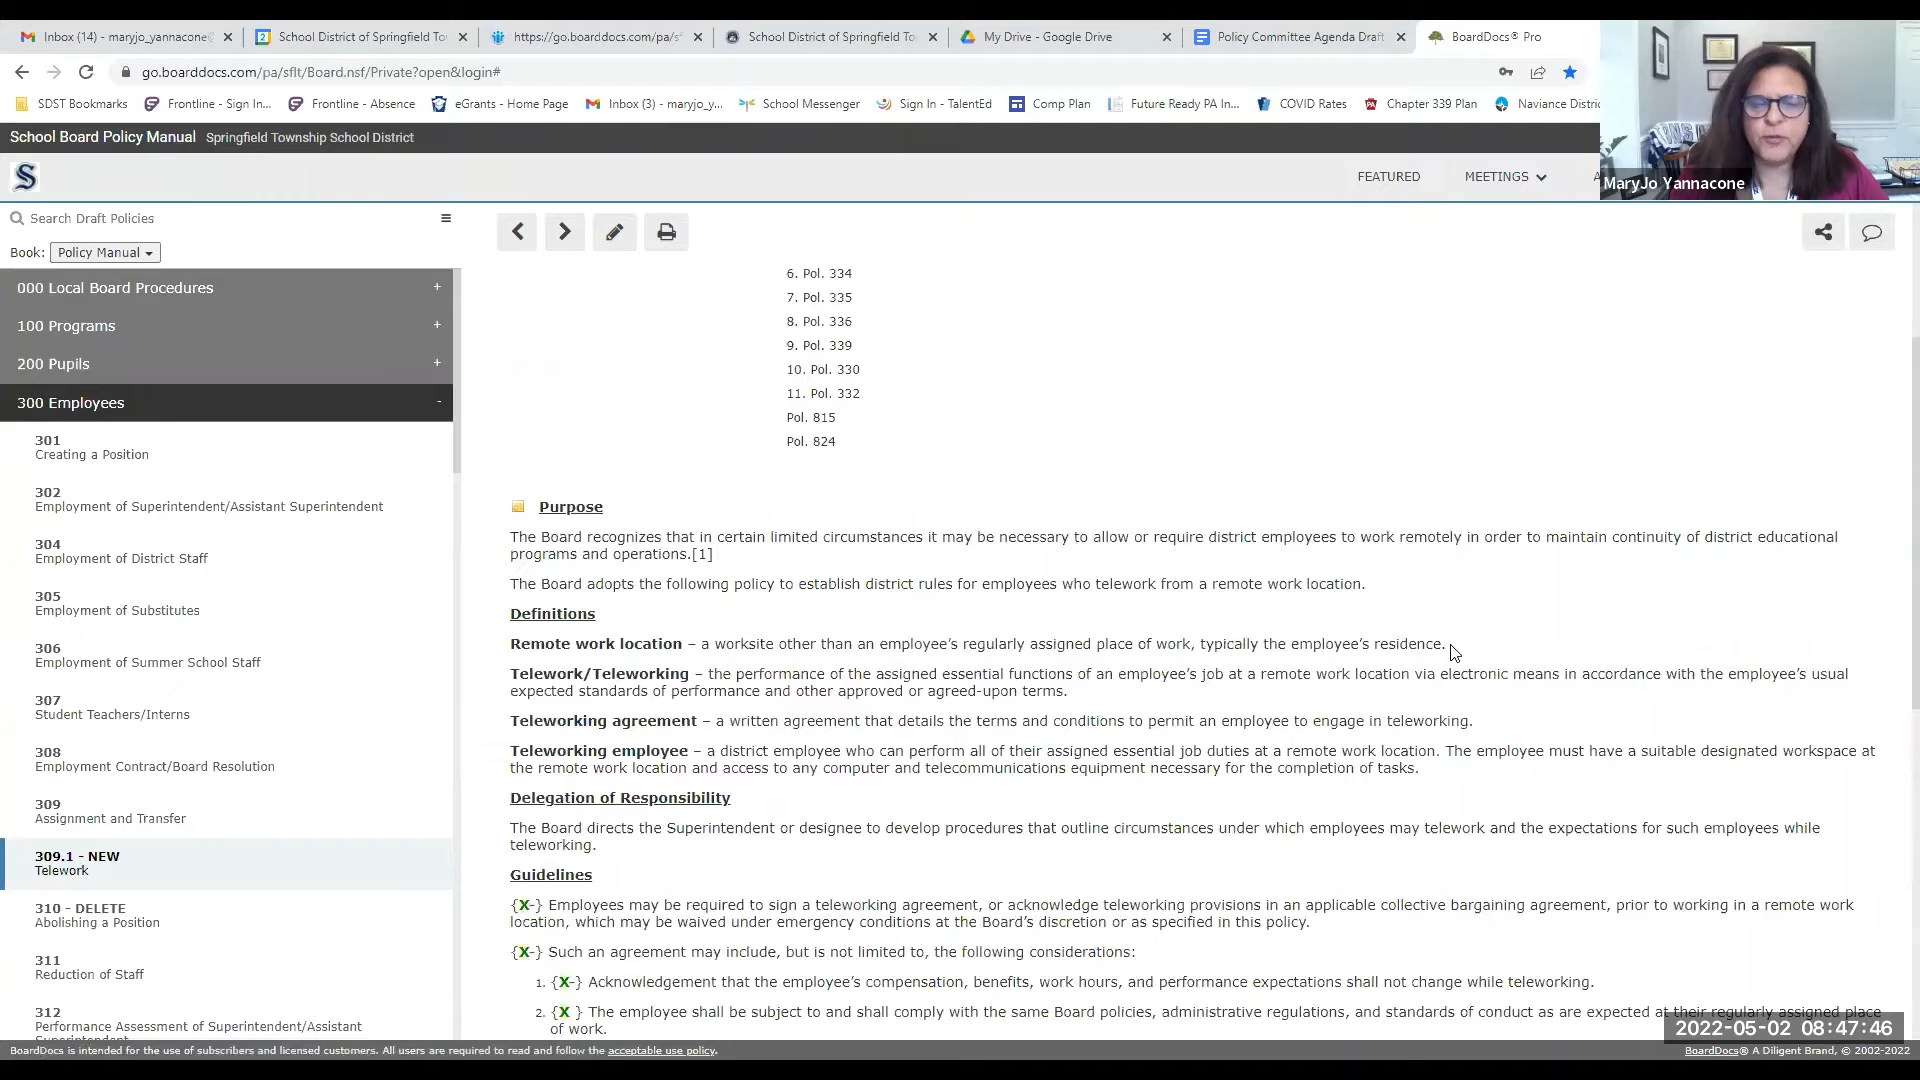 Inbox (14) - maryjo_yannacone@
School District of Springfield To
https://go.boarddocs.com/pa/sf
School District of Springfield To
My Drive - Google Drive
Policy Committee Agenda Draft
BoardDocs® Pro
go.boarddocs.com/pa/sflt/Board.nsf/Private?open&login#
SDST Bookmarks
Frontline - Sign In...
Frontline - Absence
eGrants - Home Page
Inbox (3) - maryjo_y...
School Messenger
Sign In - TalentEd
Comp Plan
Future Ready PA In...
COVID Rates
Chapter 339 Plan
Naviance Distri
School Board Policy Manual Springfield Township School District
MaryJo Yannacone
S
FEATURED
MEETINGS
Search Draft Policies
Book: Policy Manual
000 Local Board Procedures +
100 Programs +
200 Pupils +
300 Employees -
301
Creating a Position
302
Employment of Superintendent/Assistant Superintendent
304
Employment of District Staff
305
Employment of Substitutes
306
Employment of Summer School Staff
307
Student Teachers/Interns
308
Employment Contract/Board Resolution
309
Assignment and Transfer
309.1 - NEW
Telework
310 - DELETE
Abolishing a Position
311
Reduction of Staff
312
Performance Assessment of Superintendent/Assistant
Superintendent
6. Pol. 334
7. Pol. 335
8. Pol. 336
9. Pol. 339
10. Pol. 330
11. Pol. 332
Pol. 815
Pol. 824
Purpose
The Board recognizes that in certain limited circumstances it may be necessary to allow or require district employees to work remotely in order to maintain continuity of district educational
programs and operations.[1]
The Board adopts the following policy to establish district rules for employees who telework from a remote work location.
Definitions
Remote work location – a worksite other than an employee’s regularly assigned place of work, typically the employee’s residence.
Telework/Teleworking – the performance of the assigned essential functions of an employee’s job at a remote work location via electronic means in accordance with the employee’s usual
expected standards of performance and other approved or agreed-upon terms.
Teleworking agreement – a written agreement that details the terms and conditions to permit an employee to engage in teleworking.
Teleworking employee – a district employee who can perform all of their assigned essential job duties at a remote work location. The employee must have a suitable designated workspace at
the remote work location and access to any computer and telecommunications equipment necessary for the completion of tasks.
Delegation of Responsibility
The Board directs the Superintendent or designee to develop procedures that outline circumstances under which employees may telework and the expectations for such employees while
teleworking.
Guidelines
{X-} Employees may be required to sign a teleworking agreement, or acknowledge teleworking provisions in an applicable collective bargaining agreement, prior to working in a remote work
location, which may be waived under emergency conditions at the Board’s discretion or as specified in this policy.
{X-} Such an agreement may include, but is not limited to, the following considerations:
1. {X-} Acknowledgement that the employee’s compensation, benefits, work hours, and performance expectations shall not change while teleworking.
2. {X } The employee shall be subject to and shall comply with the same Board policies, administrative regulations, and standards of conduct as are expected at their regularly assigned place
of work.
2022-05-02 08:47:46
BoardDocs is intended for the use of subscribers and licensed customers. All users are required to read and follow the acceptable use policy.
BoardDocs® A Diligent Brand, © 2002-2022